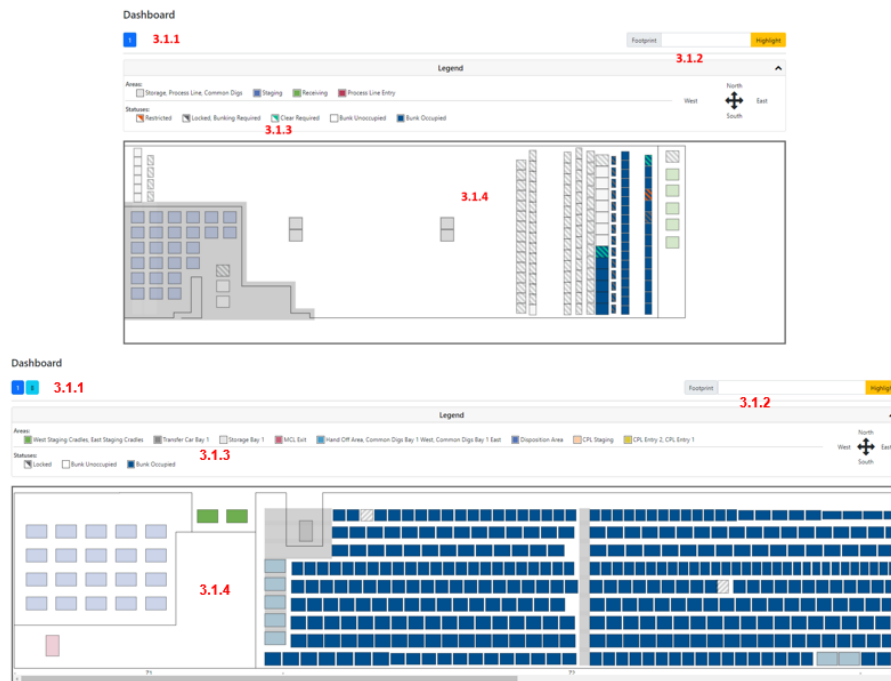 Dashboard
1 3.1.1 Footprint Highlight
3.1.2
Legend
Areas:
Storage, Process Line, Common Digs Staging Receiving Process Line Entry
North
West East
South
Statuses:
Restricted Locked, Bunking Required Clear Required Bunk Unoccupied Bunk Occupied
3.1.3
3.1.4
Dashboard
1 3.1.1 Footprint Highligh
3.1.2
Legend
Areas:
West Staging Cradles, East Staging Cradles Transfer Car Bay 1 Storage Bay 1 MCL Exit Hand Off Area, Common Digs Bay 1 West, Common Digs Bay 1 East Disposition Area CPL Staging CPL Entry 2, CPL Entry 1
North
West East
South
3.1.3
Statuses:
Locked Bunk Unoccupied Bunk Occupied
3.1.4